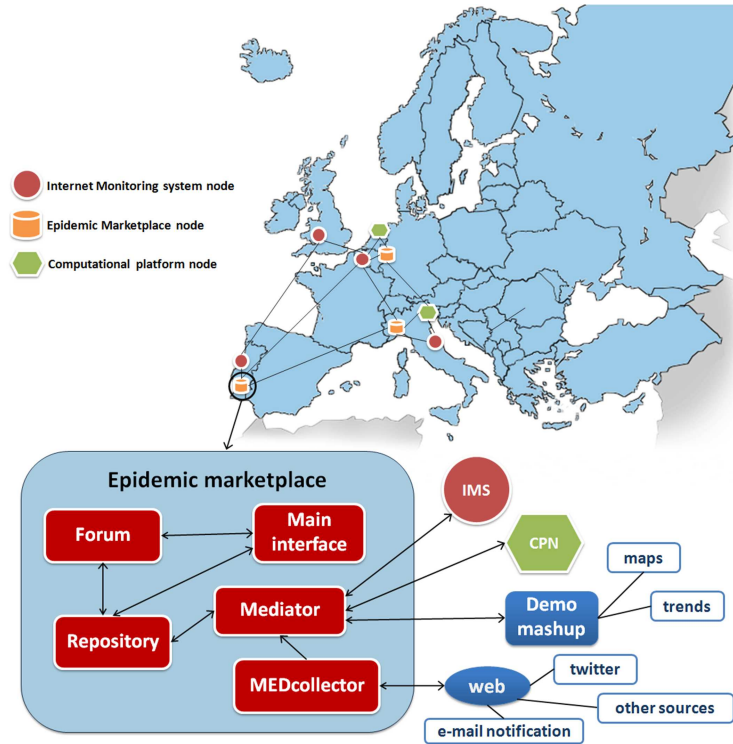 Internet Monitoring system node
Epidemic Marketplace node
Computational platform node
Epidemic marketplace
Forum
Main
interface
Repository
Mediator
MEDcollector
IMS
CPN
Demo
mashup
maps
trends
web
twitter
other sources
e-mail notification